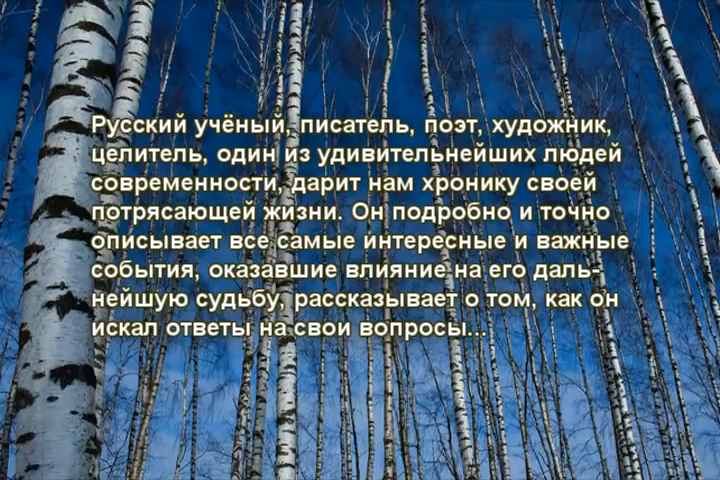 Русский учёный, писатель, поэт, художник,
целитель, один из удивительнейших людей
современности, дарит нам хронику своей
потрясающей жизни. Он подробно и точно
описывает все самые интересные и важные
события, оказавшие влияние на его даль-
нейшую судьбу, рассказывает о том, как он
искал ответы на свои вопросы...